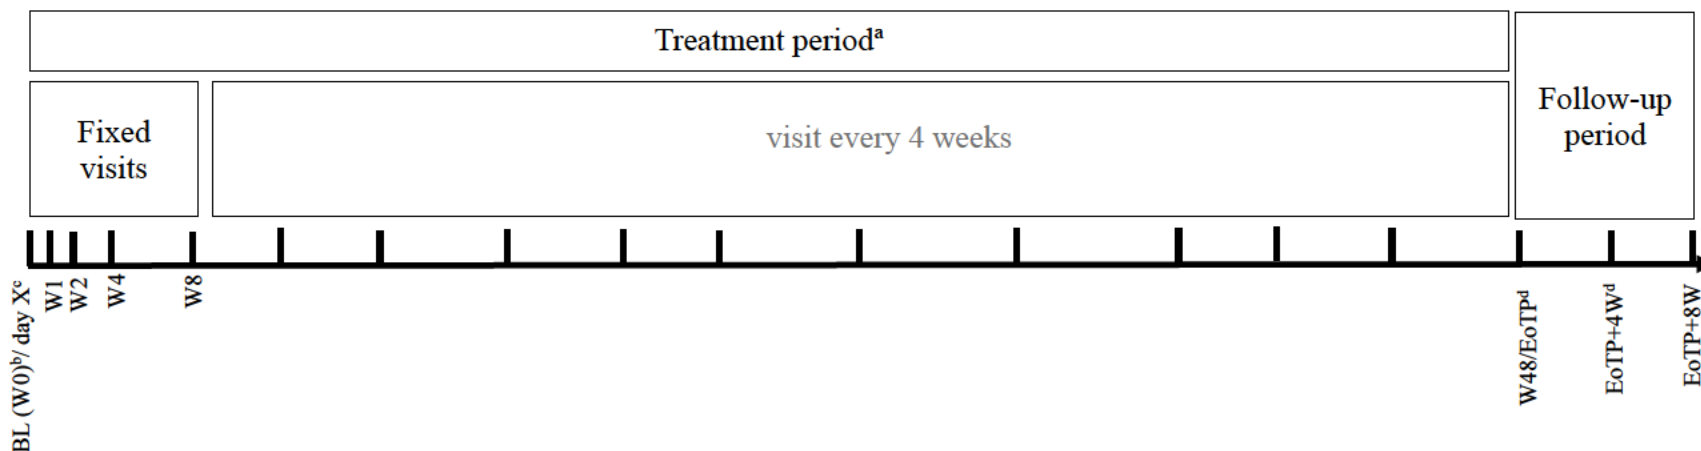 Treatment periodᵃ
Fixed
visits
visit every 4 weeks
Follow-up
period
BL (W0)ᵇ/ day Xᶜ
W1
W2
W4
W8
W48/EoTPᵈ
EoTP+4Wᵈ
EoTP+8W